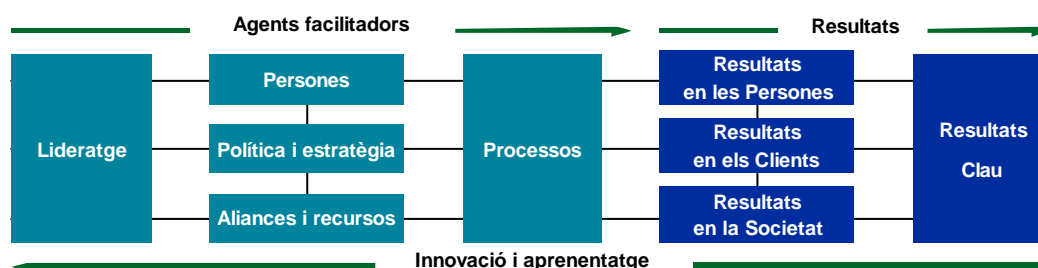 Agents facilitadors
Resultats
Lideratge
Persones
Política i estratègia
Aliances i recursos
Processos
Resultats
en les Persones
Resultats
en els Clients
Resultats
en la Societat
Resultats
Clau
Innovació i aprenentatge